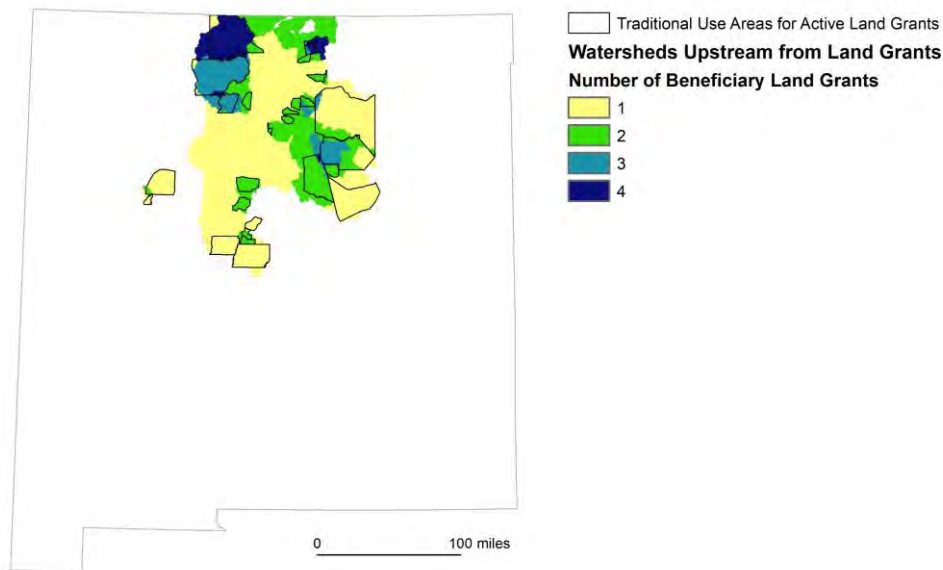 Traditional Use Areas for Active Land Grants
Watersheds Upstream from Land Grants
Number of Beneficiary Land Grants
1
2
3
4
0 100 miles